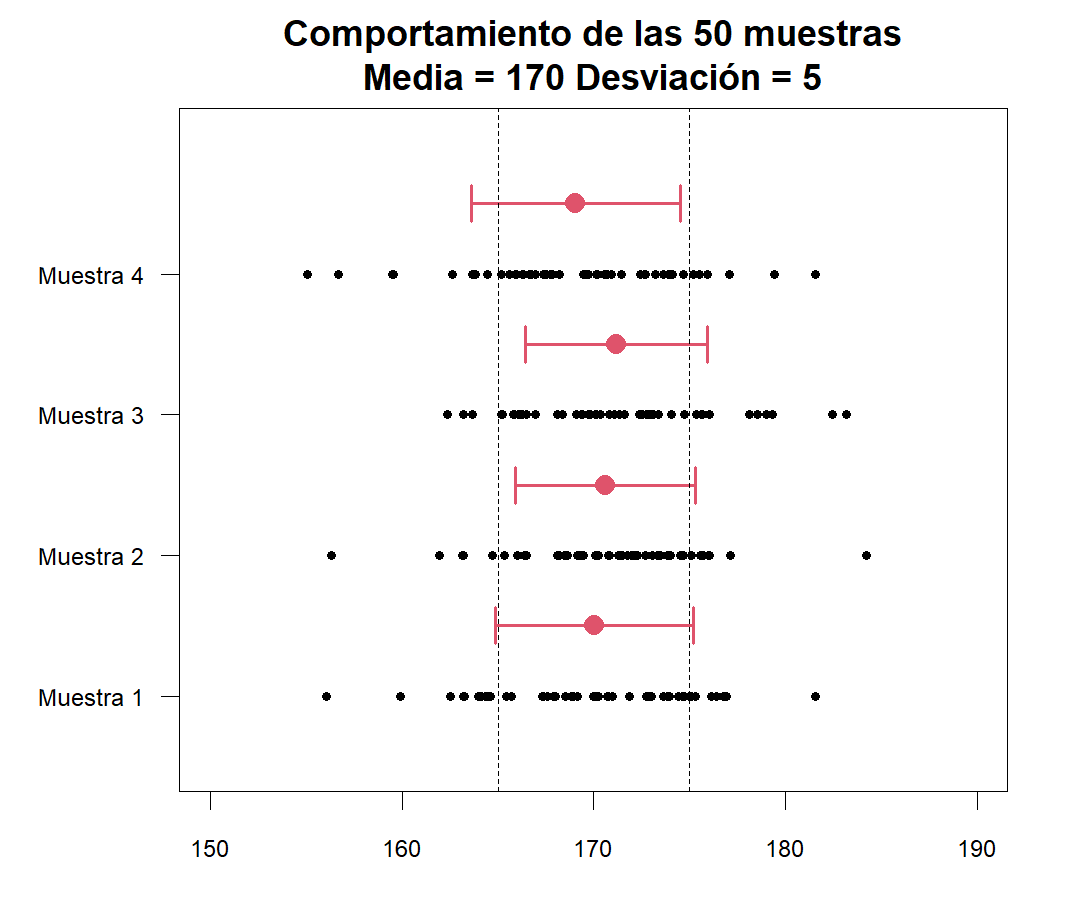 Comportamiento de las 50 muestras
Media = 170 Desviación = 5
Muestra 4
Muestra 3
Muestra 2
Muestra 1
150 160 170 180 190